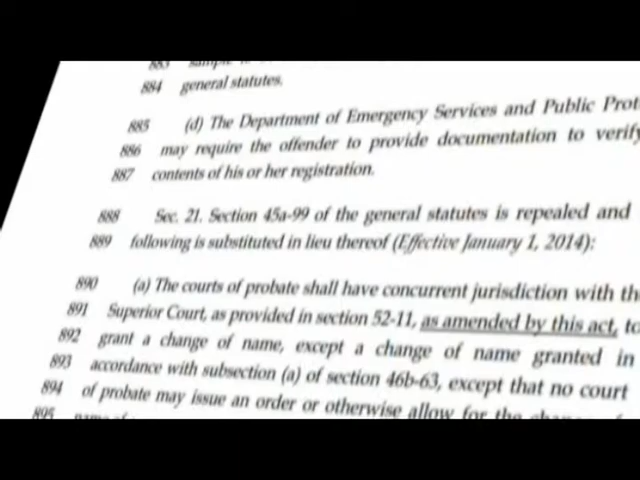 883 sample
884 general statutes.
885 (d) The Department of Emergency Services and Public
886 may require the offender to provide documentation to verify
887 contents of his or her registration.
888 Sec. 21. Section 45a-99 of the general statutes is repealed and
889 following is substituted in lieu thereof (Effective January 1, 2014):
890 (a) The courts of probate shall have concurrent jurisdiction with the
891 Superior Court, as provided in section 52-11, as amended by this act, to
892 grant a change of name, except a change of name granted in
893 accordance with subsection (a) of section 46b-63, except that no court
894 of probate may issue an order or otherwise allow for the change
895